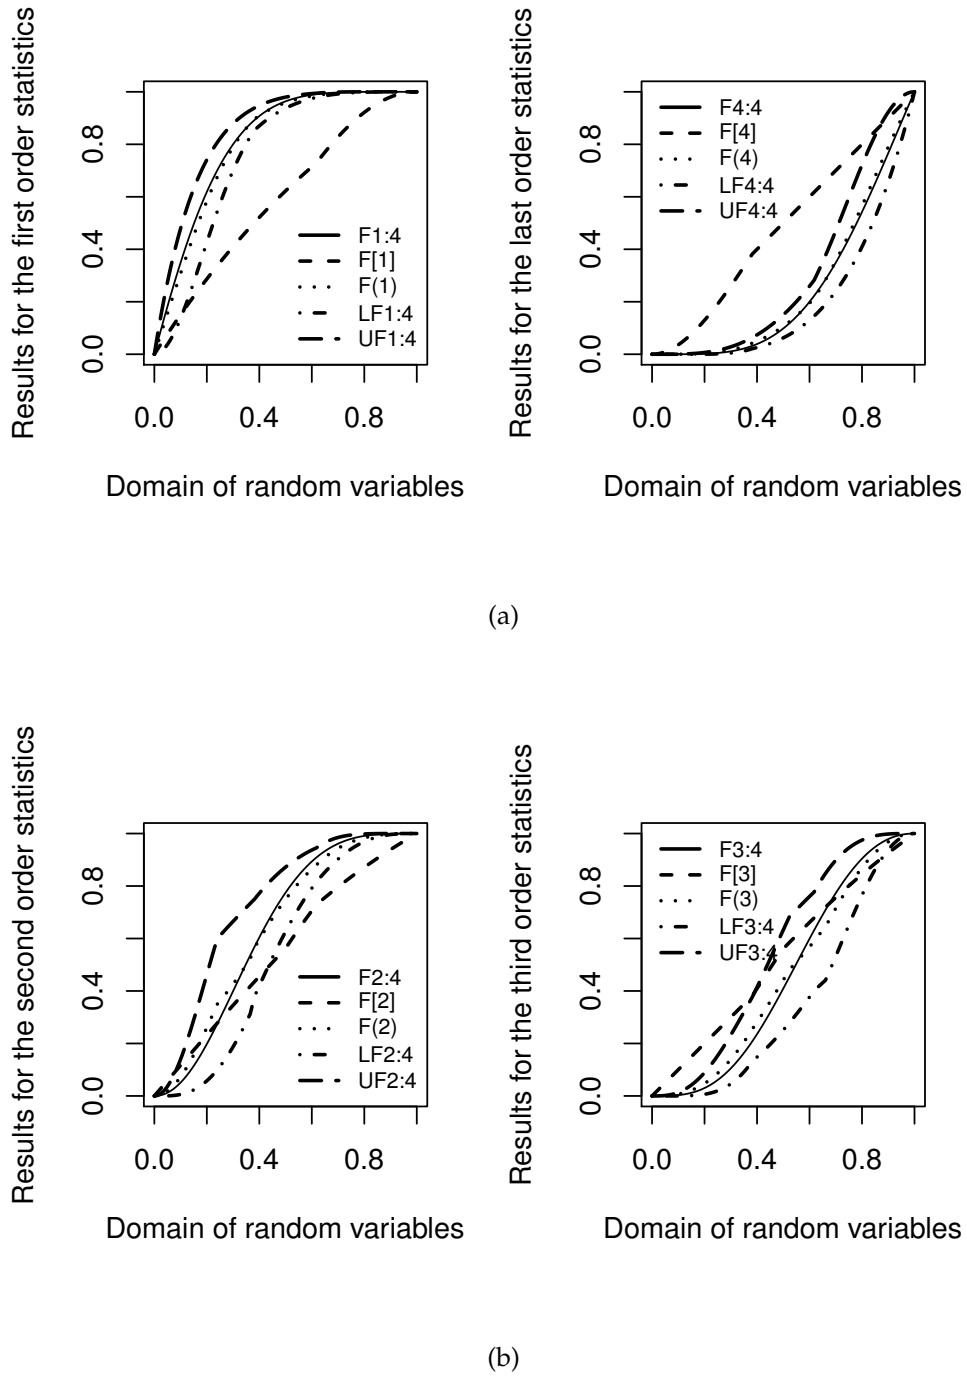 Results for the first order statistics
0.0 0.4 0.8
F1:4
F[1]
F(1)
LF1:4
UF1:4
0.0 0.4 0.8
Domain of random variables
Results for the last order statistics
0.0 0.4 0.8
F4:4
F[4]
F(4)
LF4:4
UF4:4
0.0 0.4 0.8
Domain of random variables
(a)
Results for the second order statistics
0.0 0.4 0.8
F2:4
F[2]
F(2)
LF2:4
UF2:4
0.0 0.4 0.8
Domain of random variables
Results for the third order statistics
0.0 0.4 0.8
F3:4
F[3]
F(3)
LF3:4
UF3:4
0.0 0.4 0.8
Domain of random variables
(b)